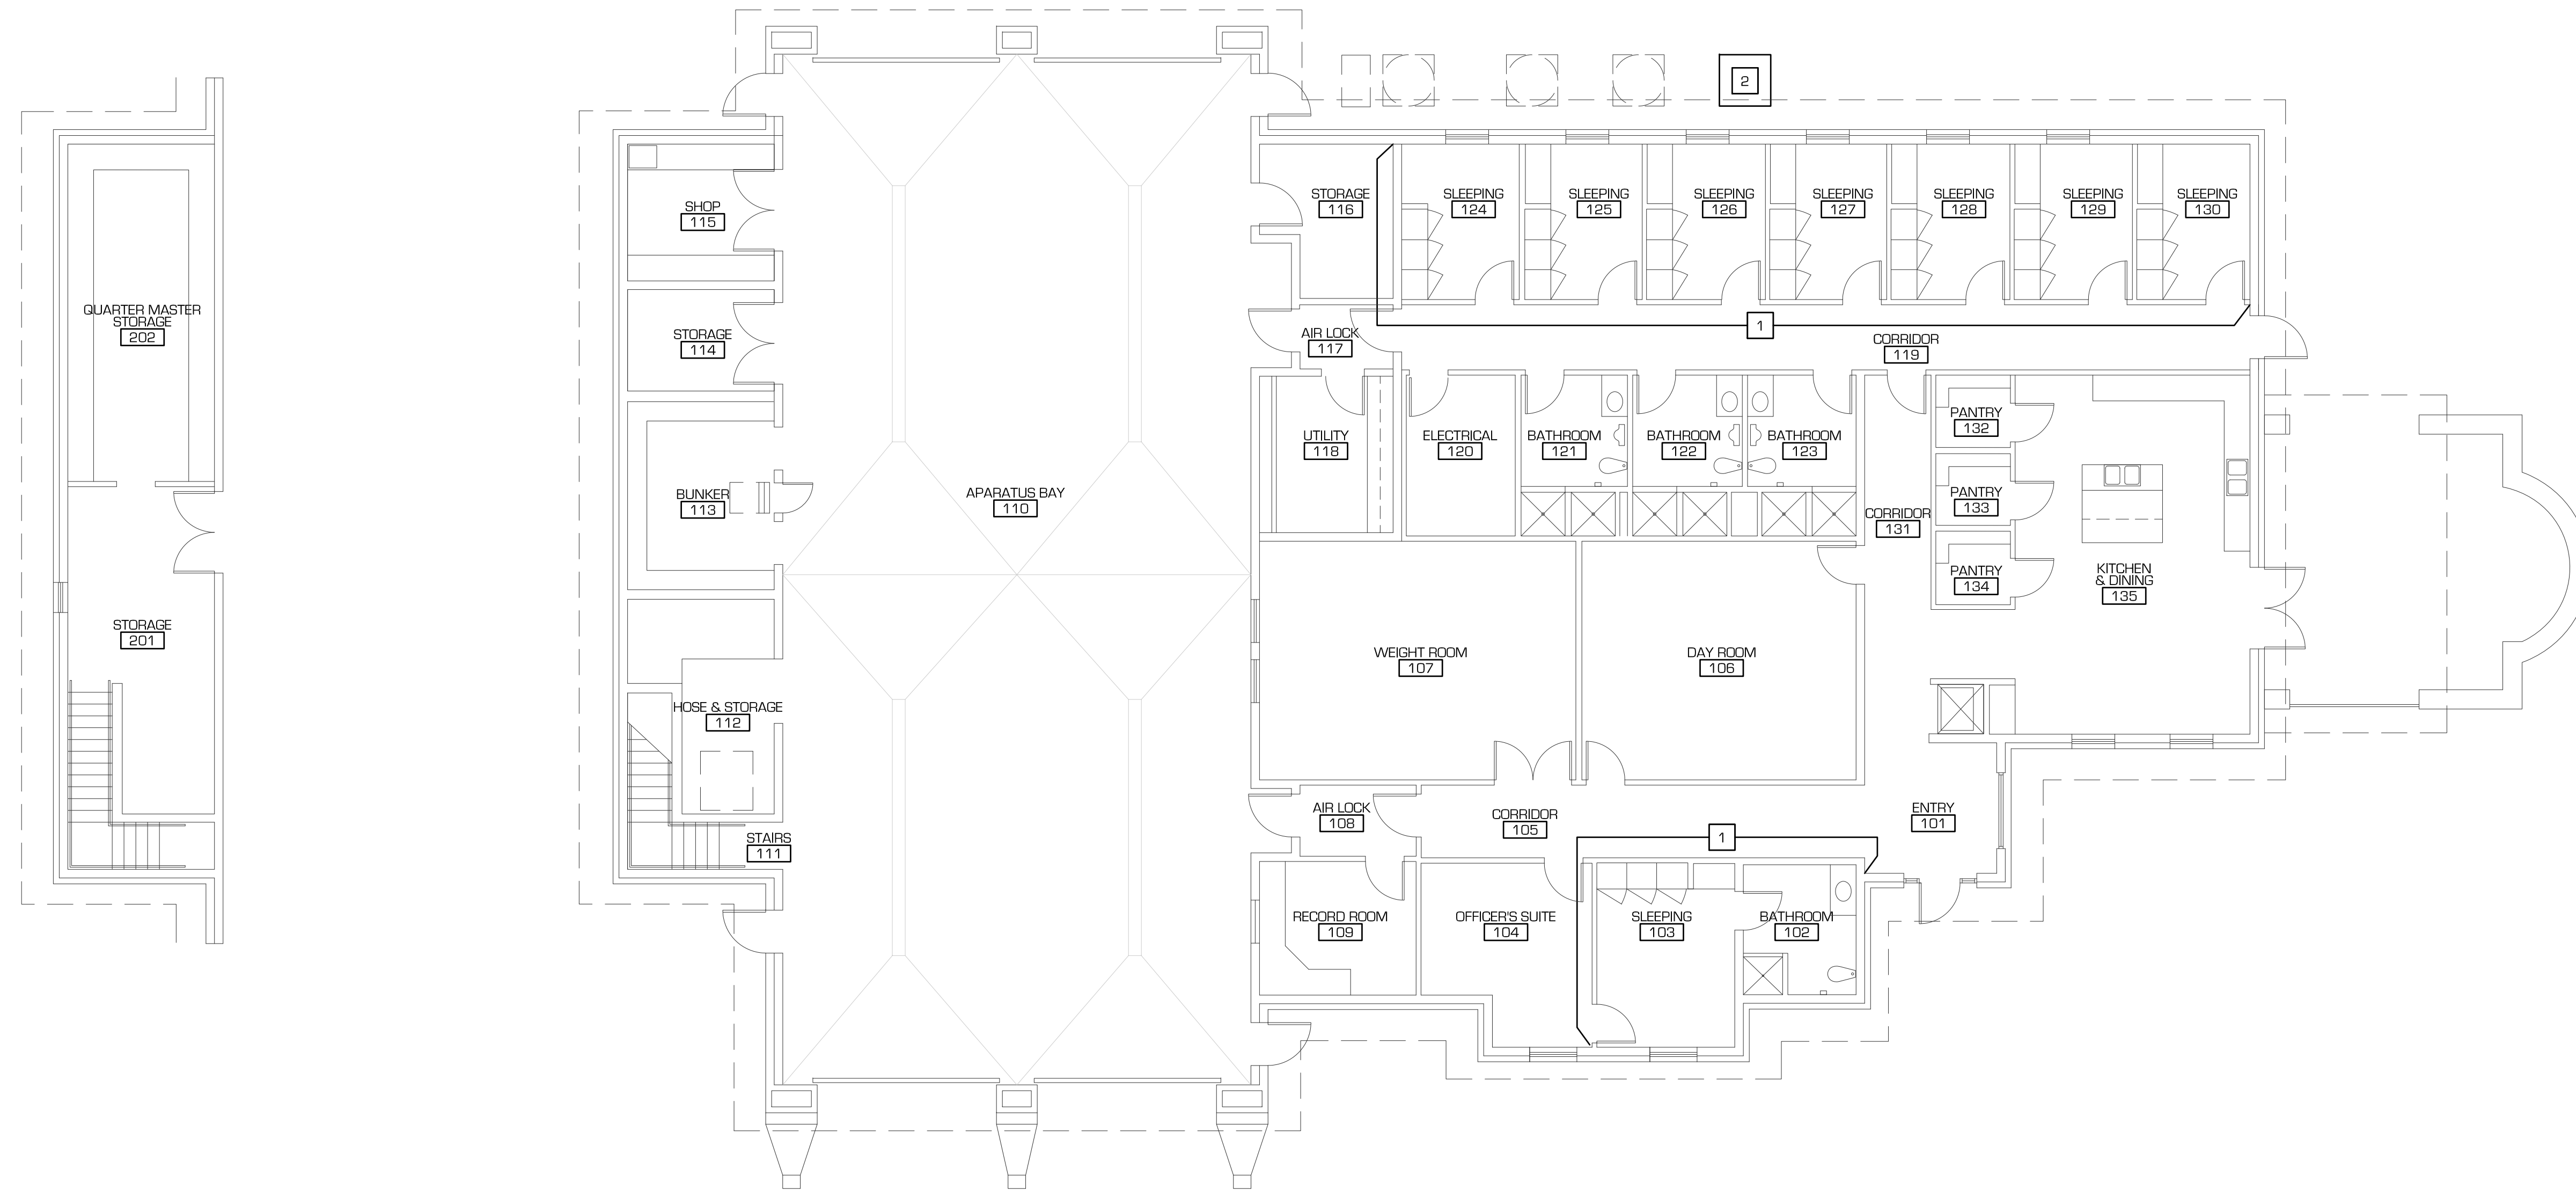 2
SHOP
115
STORAGE
116
SLEEPING
124
SLEEPING
125
SLEEPING
126
SLEEPING
127
SLEEPING
128
SLEEPING
129
SLEEPING
130
QUARTER MASTER
STORAGE
202
STORAGE
114
AIR LOCK
117
1
CORRIDOR
119
PANTRY
132
UTILITY
118
ELECTRICAL
120
BATHROOM
121
BATHROOM
122
BATHROOM
123
BUNKER
113
APARATUS BAY
110
PANTRY
133
CORRIDOR
131
PANTRY
134
KITCHEN
& DINING
135
STORAGE
201
WEIGHT ROOM
107
DAY ROOM
106
HOSE & STORAGE
112
AIR LOCK
108
CORRIDOR
105
ENTRY
101
STAIRS
111
1
RECORD ROOM
109
OFFICER'S SUITE
104
SLEEPING
103
BATHROOM
102